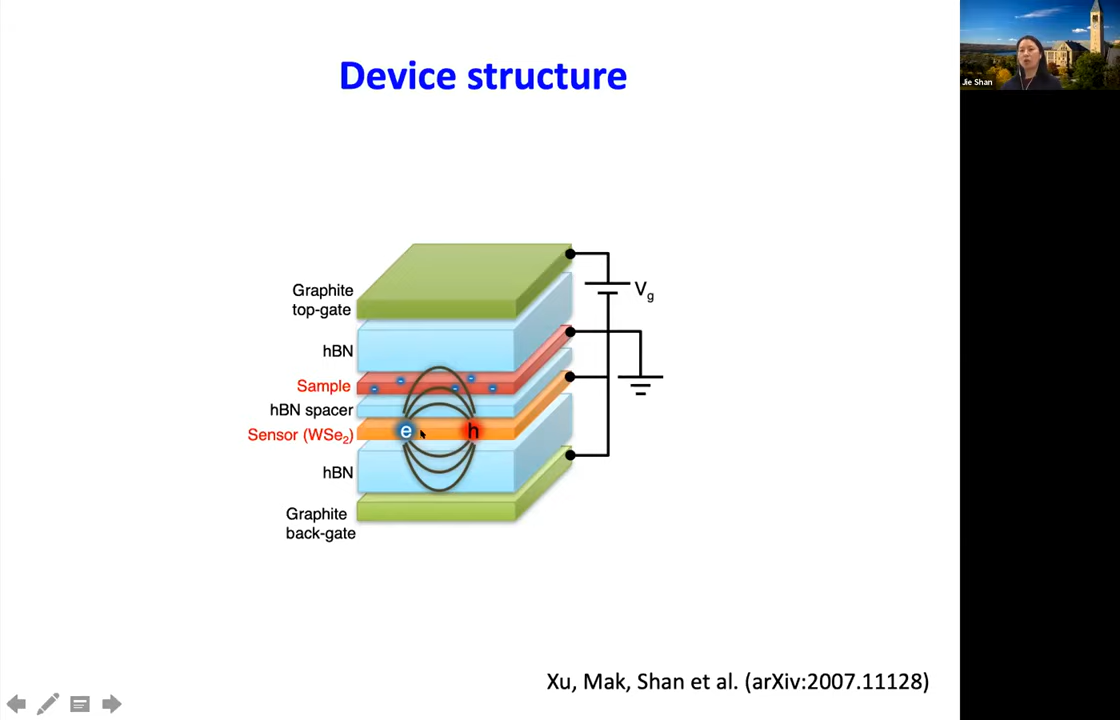 Device structure
Jie Shan
Graphite
top-gate
hBN
Sample
hBN spacer
Sensor (WSe₂)
hBN
Graphite
back-gate
V_g
e
h
Xu, Mak, Shan et al. (arXiv:2007.11128)